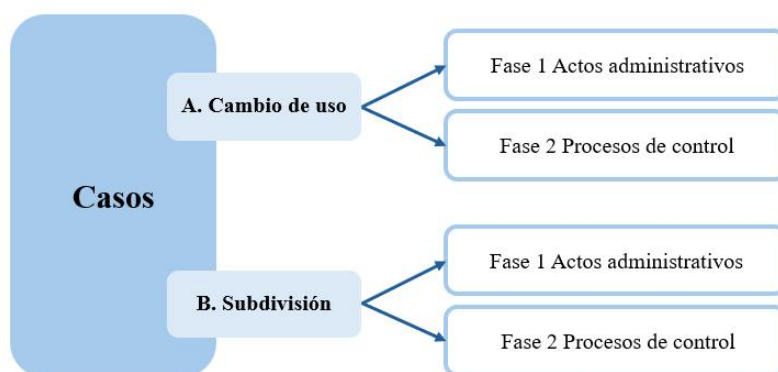 Casos
A. Cambio de uso
Fase 1 Actos administrativos
Fase 2 Procesos de control
B. Subdivisión
Fase 1 Actos administrativos
Fase 2 Procesos de control